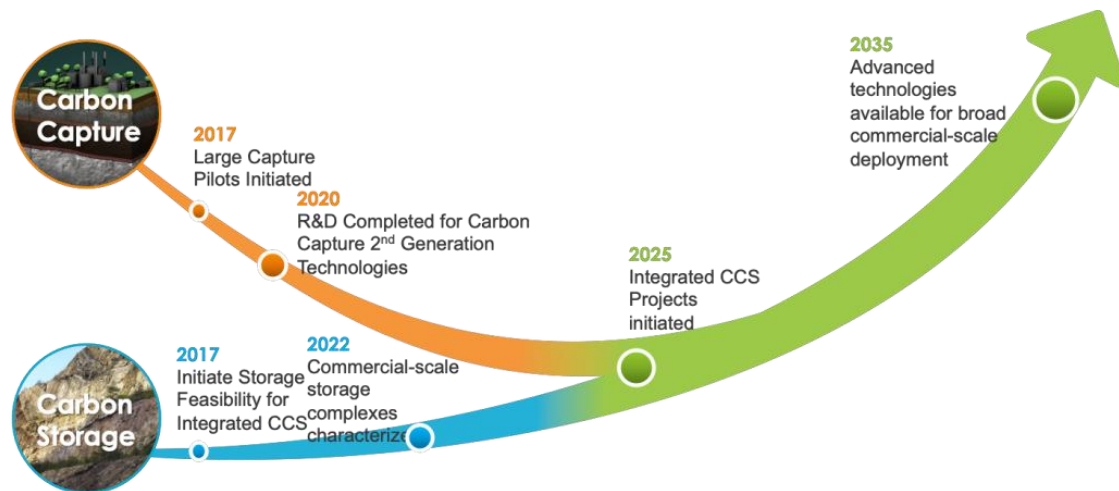 Carbon
Capture
2017
Large Capture
Pilots Initiated
2020
R&D Completed for Carbon
Capture 2nd Generation
Technologies
2035
Advanced
technologies
available for broad
commercial-scale
deployment
2025
Integrated CCS
Projects
initiated
Carbon
Storage
2017
Initiate Storage
Feasibility for
Integrated CCS
2022
Commercial-scale
storage
complexes
characterize